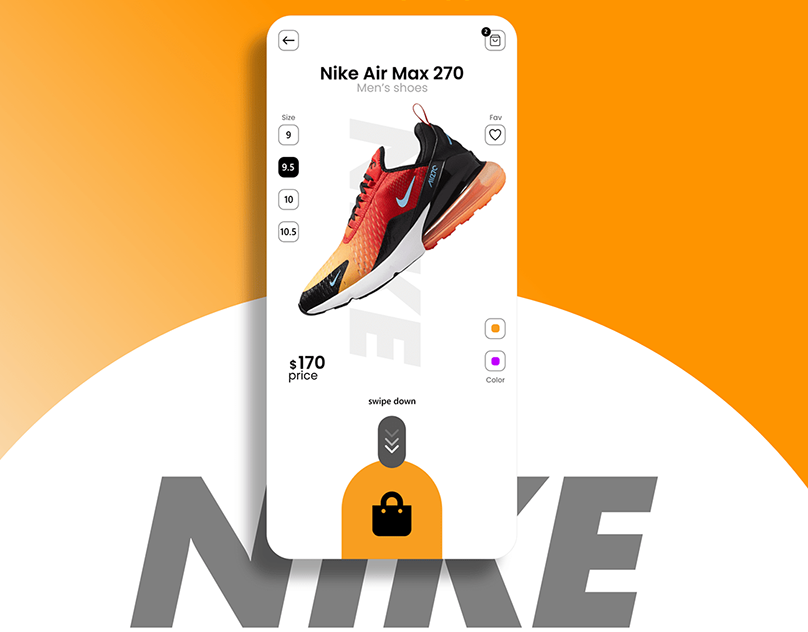 2
Nike Air Max 270
Men's shoes
Size
Fav
9
9.5
10
10.5
NIKE
$170
price
Color
swipe down
NIKE